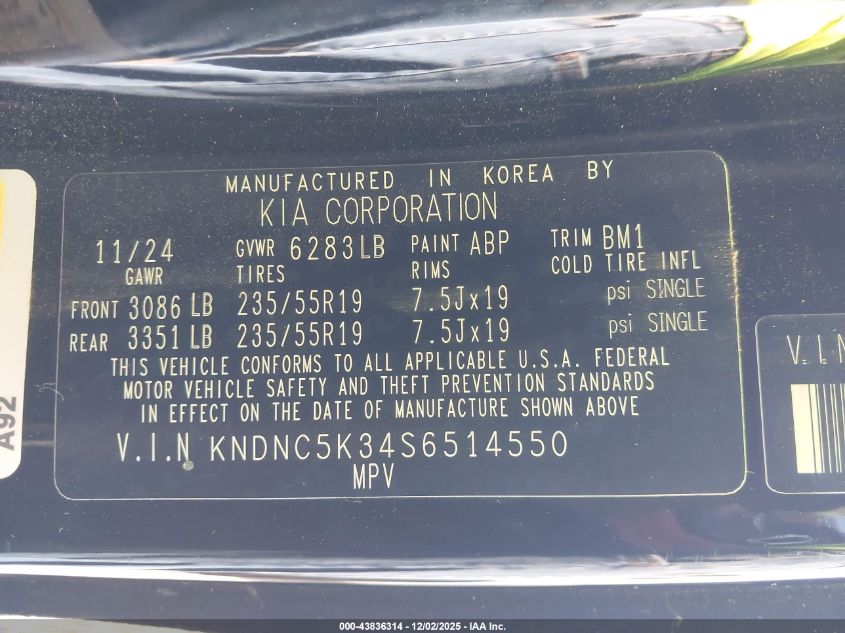 MANUFACTURED IN KOREA BY
KIA CORPORATION
11/24 GVWR 6283LB PAINT ABP TRIM BM1
GAWR TIRES RIMS COLD TIRE INFL
FRONT 3086 LB 235/55R19 7.5Jx19 psi SINGLE
REAR 3351 LB 235/55R19 7.5Jx19 psi SINGLE
THIS VEHICLE CONFORMS TO ALL APPLICABLE U.S.A. FEDERAL
MOTOR VEHICLE SAFETY AND THEFT PREVENTION STANDARDS
IN EFFECT ON THE DATE OF MANUFACTURE SHOWN ABOVE
V.I.N KNDNC5K34S6514550
MPV
A92
V.I.N
000-43836314 - 12/02/2025 - IAA Inc.